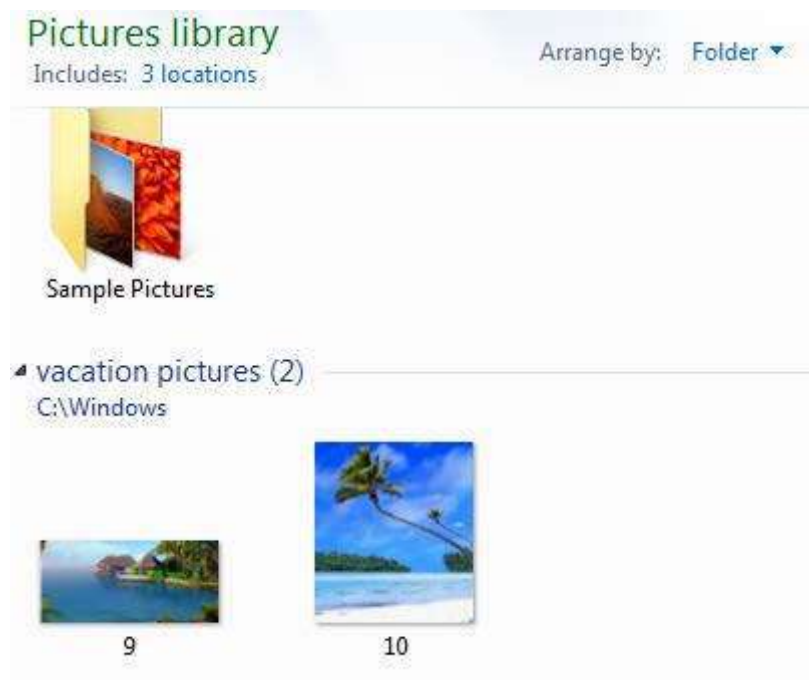 Pictures library
Includes: 3 locations
Arrange by: Folder
Sample Pictures
vacation pictures (2)
C:\Windows
9
10